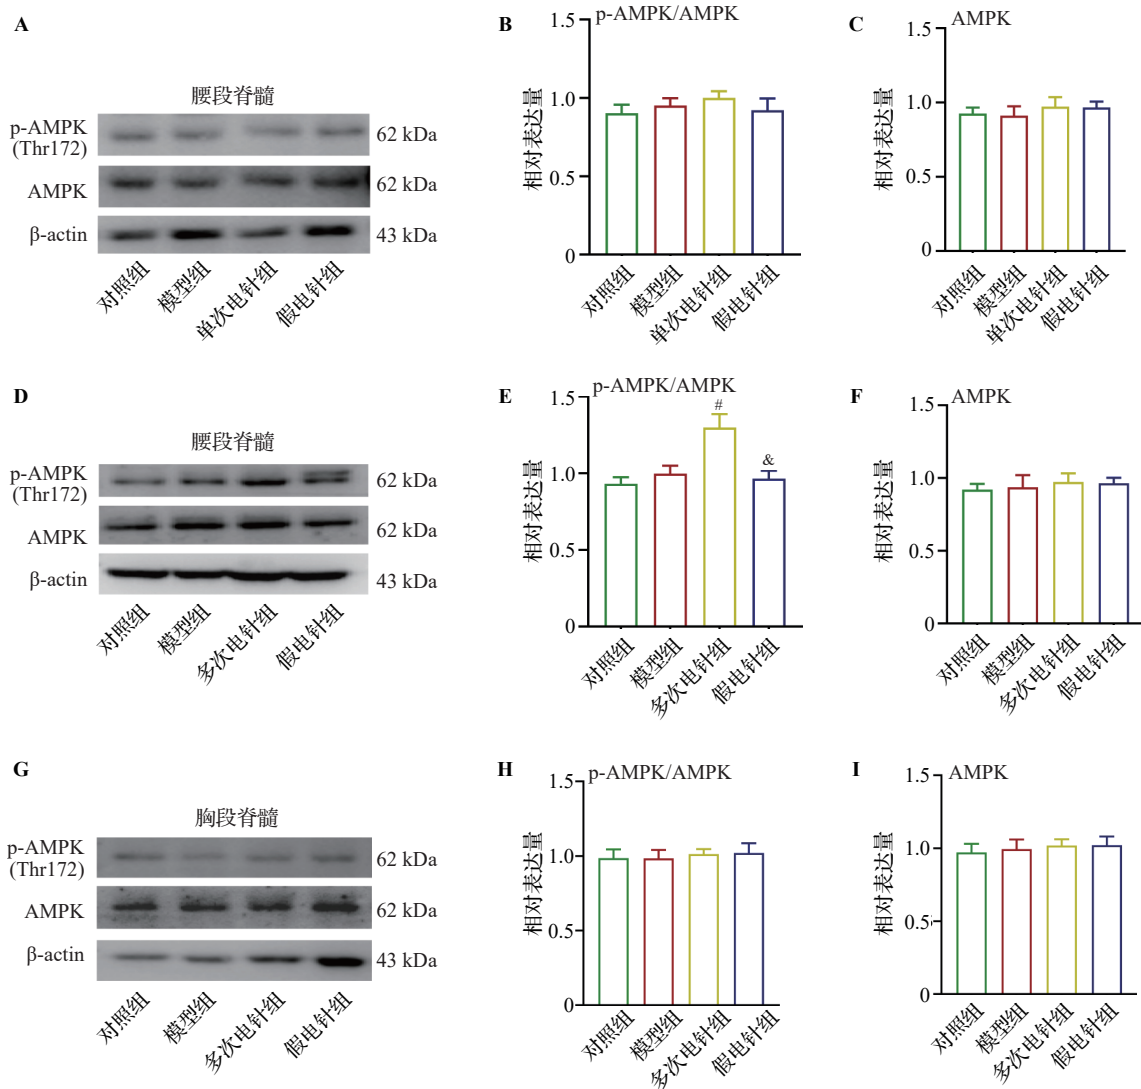 A
腰段脊髓
p-AMPK
(Thr172)
62 kDa
AMPK
62 kDa
β-actin
43 kDa
对照组
模型组
单次电针组
假电针组
B
p-AMPK/AMPK
相对表达量
1.5
1.0
0.5
0
对照组
模型组
单次电针组
假电针组
C
AMPK
相对表达量
1.5
1.0
0.5
0
对照组
模型组
单次电针组
假电针组
D
腰段脊髓
p-AMPK
(Thr172)
62 kDa
AMPK
62 kDa
β-actin
43 kDa
对照组
模型组
多次电针组
假电针组
E
p-AMPK/AMPK
相对表达量
1.5
1.0
0.5
0
#
&
对照组
模型组
多次电针组
假电针组
F
AMPK
相对表达量
1.5
1.0
0.5
0
对照组
模型组
多次电针组
假电针组
G
胸段脊髓
p-AMPK
(Thr172)
62 kDa
AMPK
62 kDa
β-actin
43 kDa
对照组
模型组
多次电针组
假电针组
H
p-AMPK/AMPK
相对表达量
1.5
1.0
0.5
0
对照组
模型组
多次电针组
假电针组
I
AMPK
相对表达量
1.5
1.0
0.5
0
对照组
模型组
多次电针组
假电针组